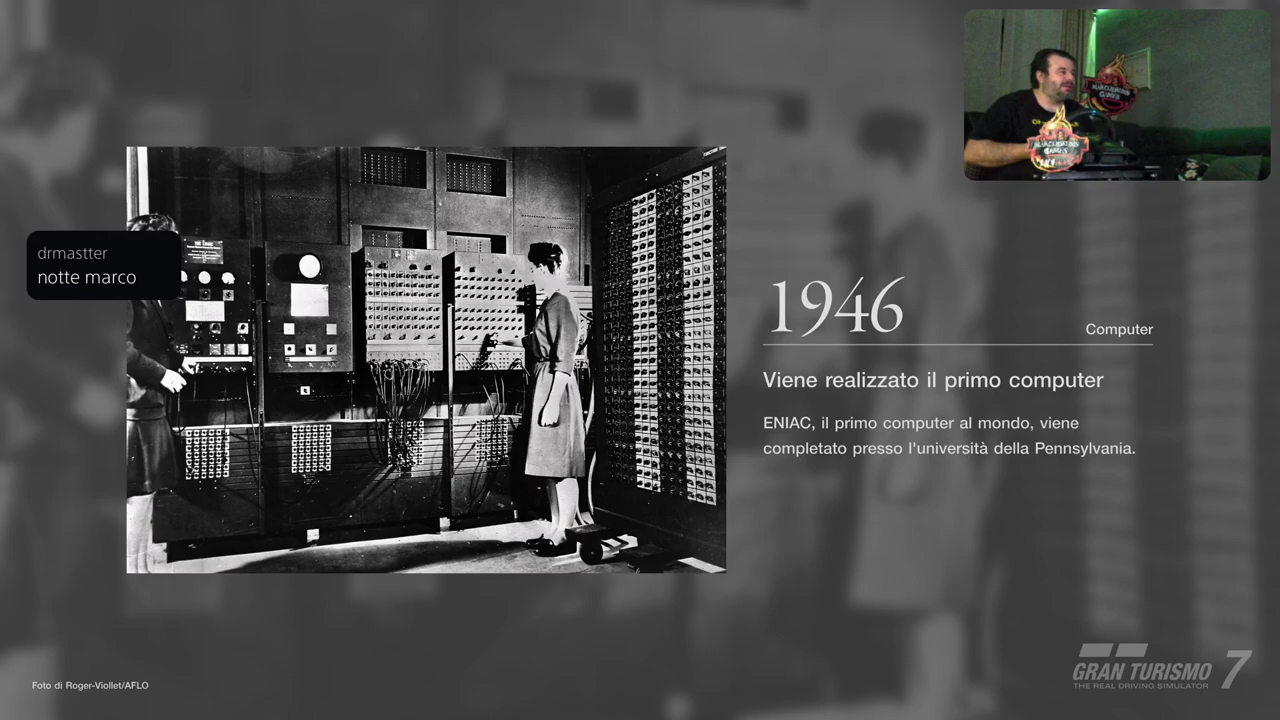 drmastter
notte marco
1946
Computer
Viene realizzato il primo computer
ENIAC, il primo computer al mondo, viene
completato presso l'università della Pennsylvania.
Foto di Roger-Viollet/AFLO
GRAN TURISMO 7
THE REAL DRIVING SIMULATOR